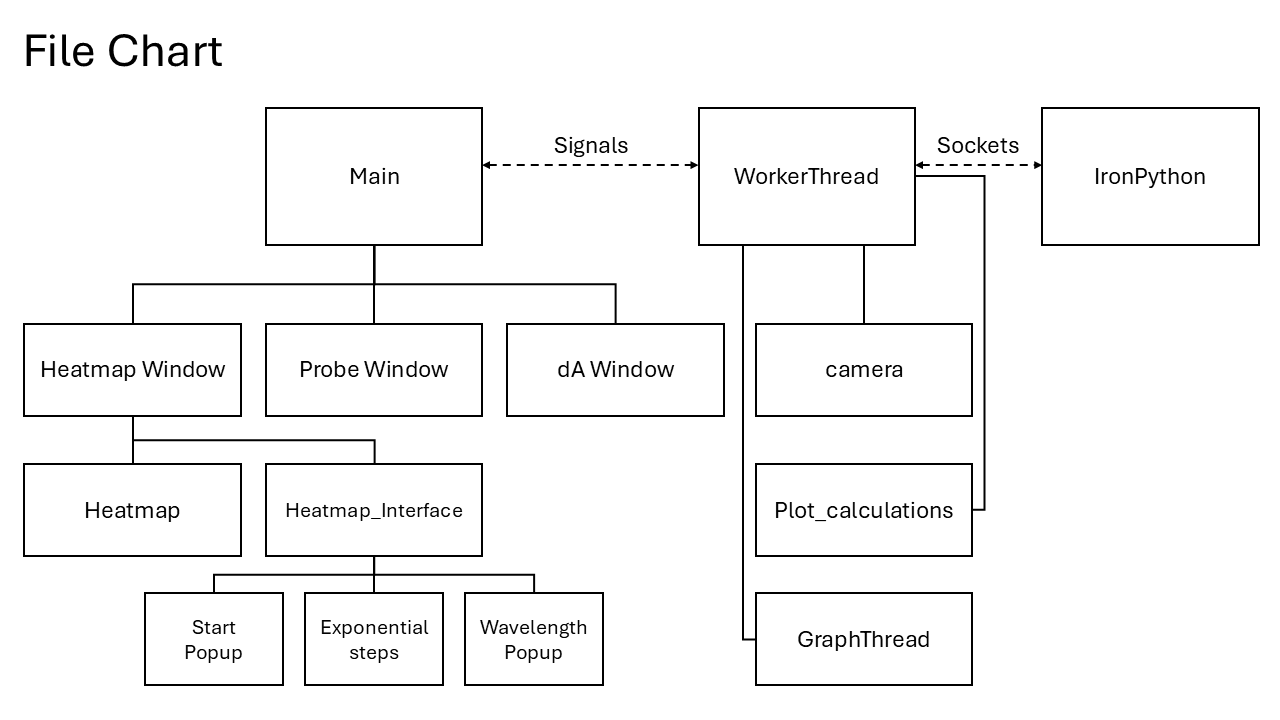 File Chart
Signals
Sockets
Main
WorkerThread
IronPython
Heatmap Window
Probe Window
dA Window
camera
Heatmap
Heatmap_Interface
Plot_calculations
Start
Popup
Exponential
steps
Wavelength
Popup
GraphThread